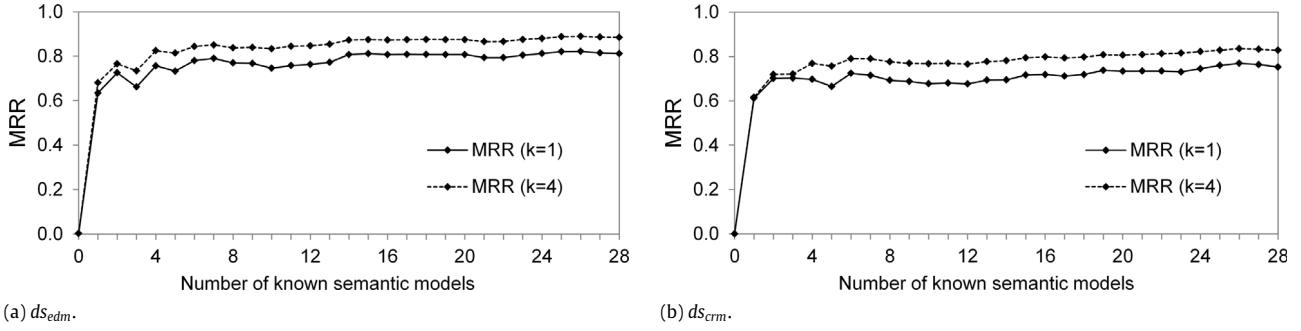 1.0
0.8
0.6
0.4
0.2
0.0
MRR
MRR (k=1)
MRR (k=4)
0 4 8 12 16 20 24 28
Number of known semantic models
(a) ds_edm.
1.0
0.8
0.6
0.4
0.2
0.0
MRR
MRR (k=1)
MRR (k=4)
0 4 8 12 16 20 24 28
Number of known semantic models
(b) ds_crm.